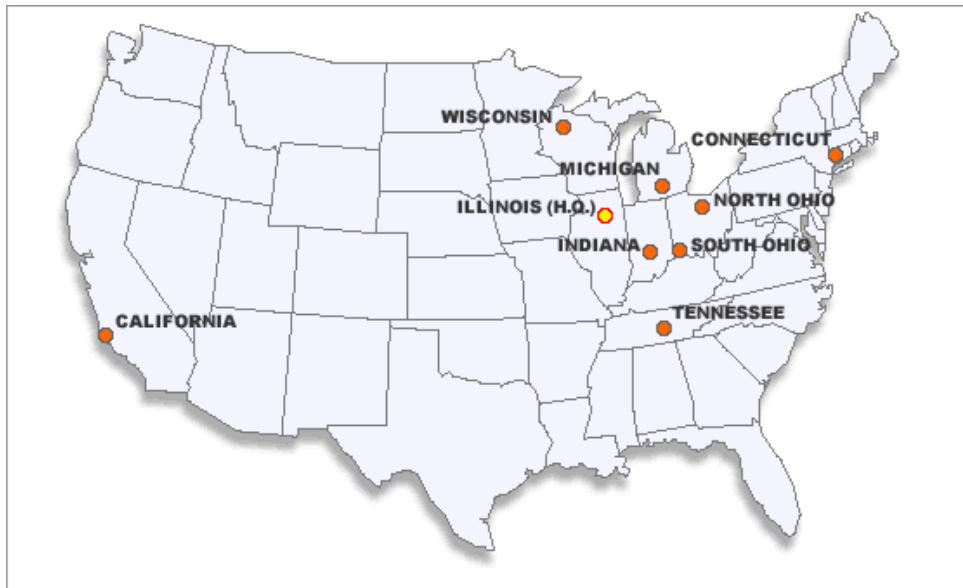 WISCONSIN
CONNECTICUT
MICHIGAN
NORTH OHIO
ILLINOIS (H.Q.)
INDIANA
SOUTH OHIO
TENNESSEE
CALIFORNIA